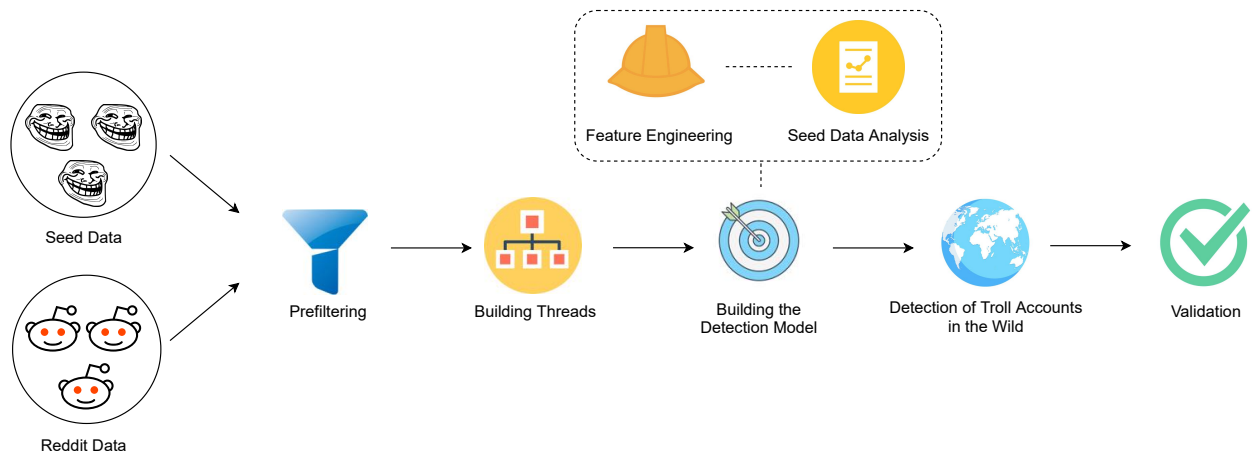 Feature Engineering
Seed Data Analysis
Seed Data
Prefiltering
Building Threads
Building the
Detection Model
Detection of Troll Accounts
in the Wild
Validation
Reddit Data